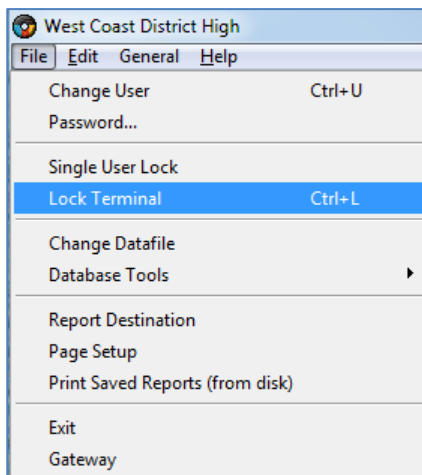 West Coast District High
File Edit General Help
Change User Ctrl+U
Password...
Single User Lock
Lock Terminal Ctrl+L
Change Datafile
Database Tools
Report Destination
Page Setup
Print Saved Reports (from disk)
Exit
Gateway